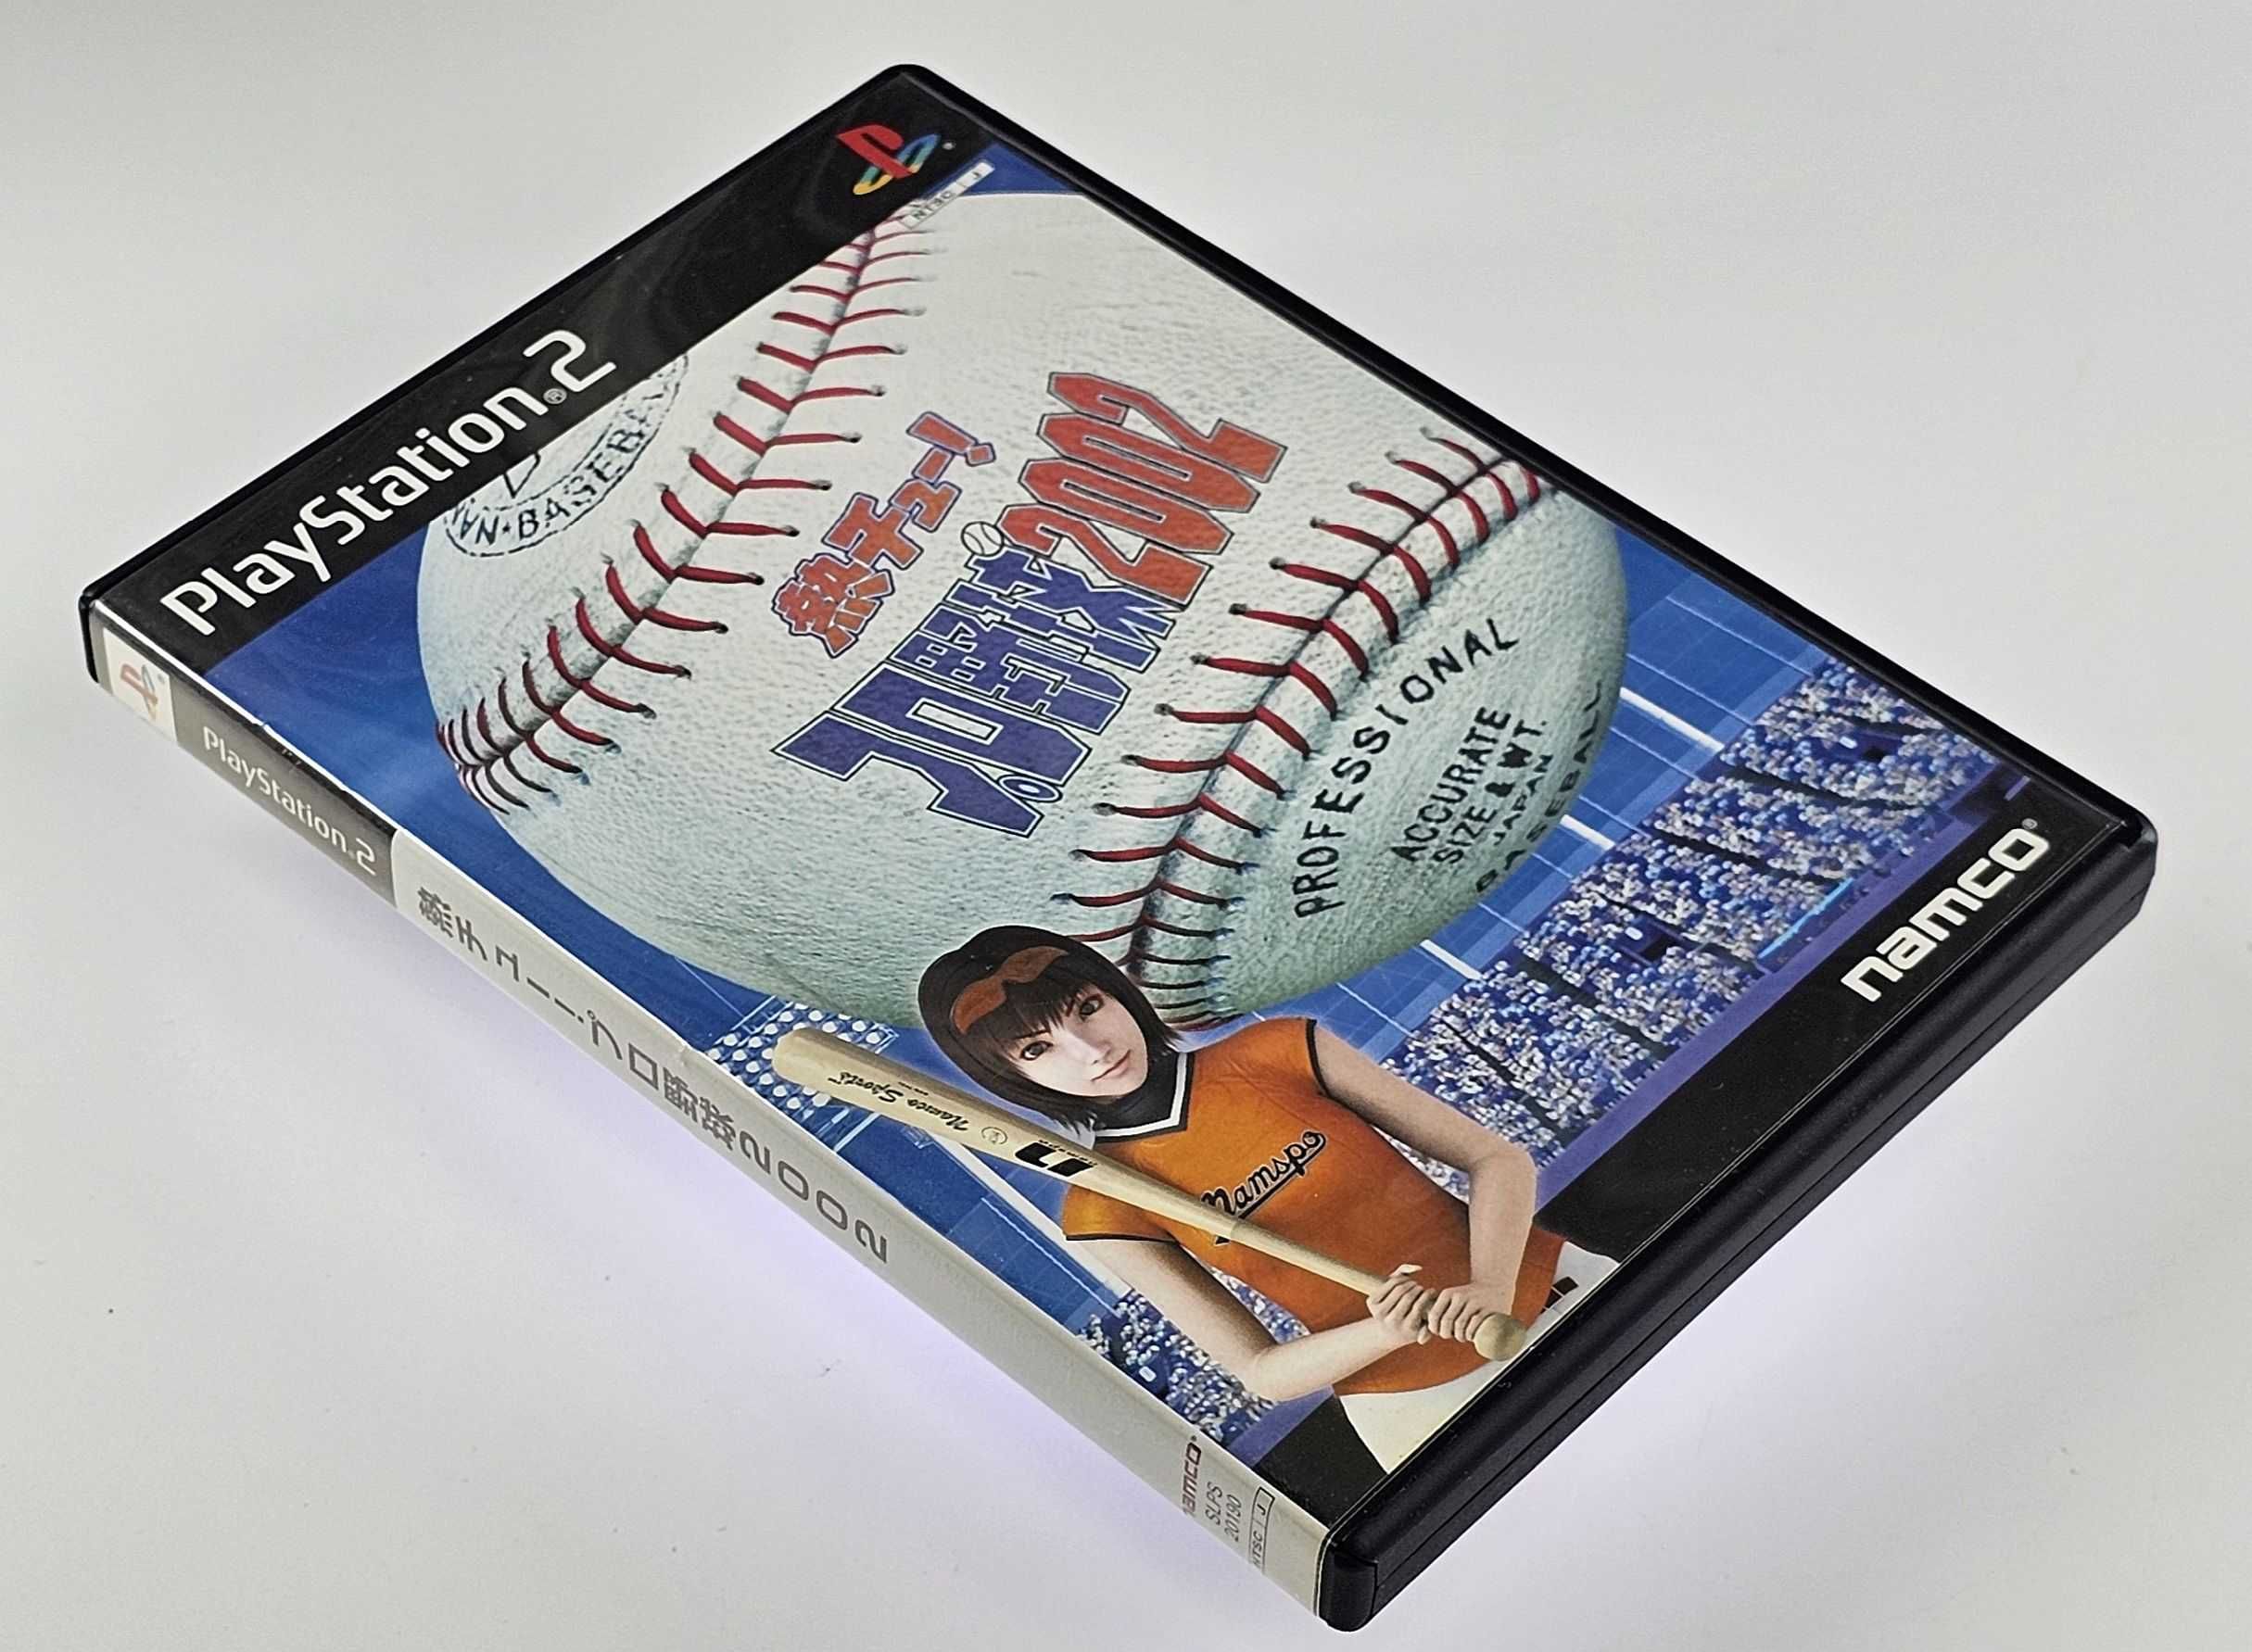 PlayStation®2
NTSC J
AN·BASEBA
熱チュー!
プロ野球2002
PROFESSIONAL
ACCURATE
SIZE & WT.
JAPAN
BASEBALL
Namco Sports
Namspo
namco®
PlayStation®2
熱チュー!プロ野球2002
namco®
SLPS
20190
NTSC J